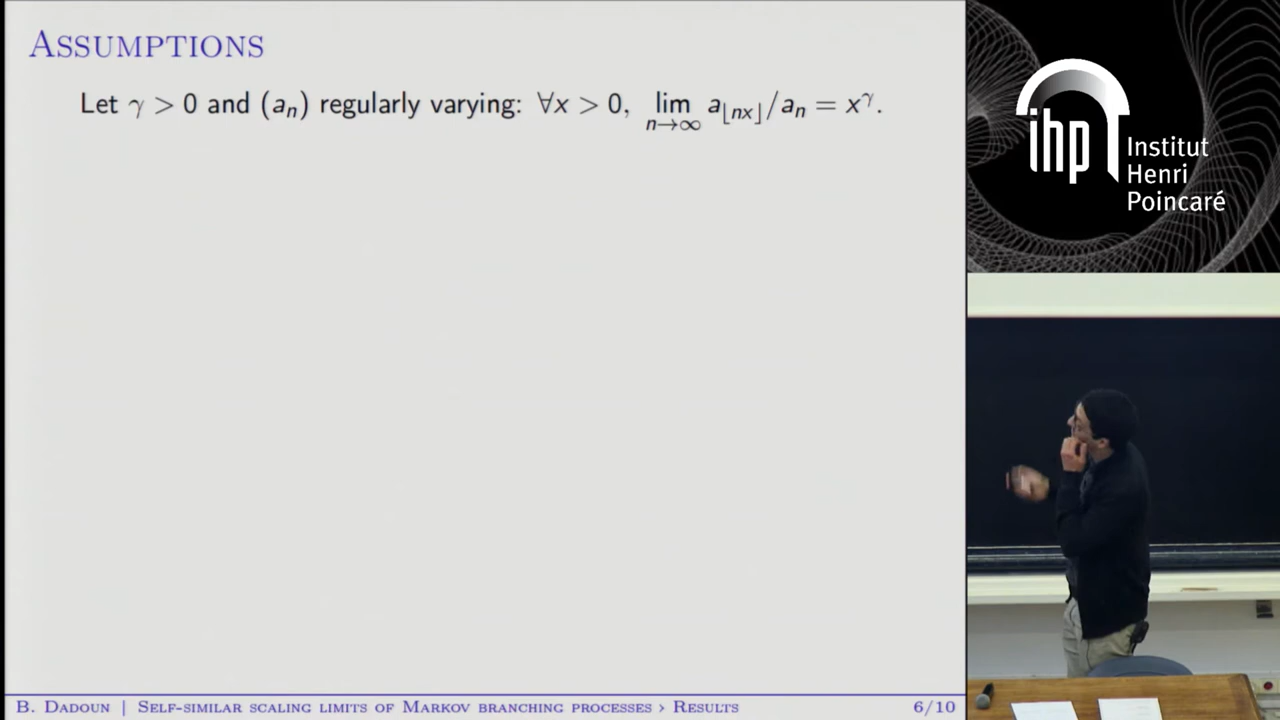 ASSUMPTIONS
Let γ > 0 and (aₙ) regularly varying: ∀x > 0, lim_{n→∞} a_{⌊nx⌋}/aₙ = x^γ.
ihp Institut
Henri
Poincaré
B. DADOUN | SELF-SIMILAR SCALING LIMITS OF MARKOV BRANCHING PROCESSES › RESULTS 6/10